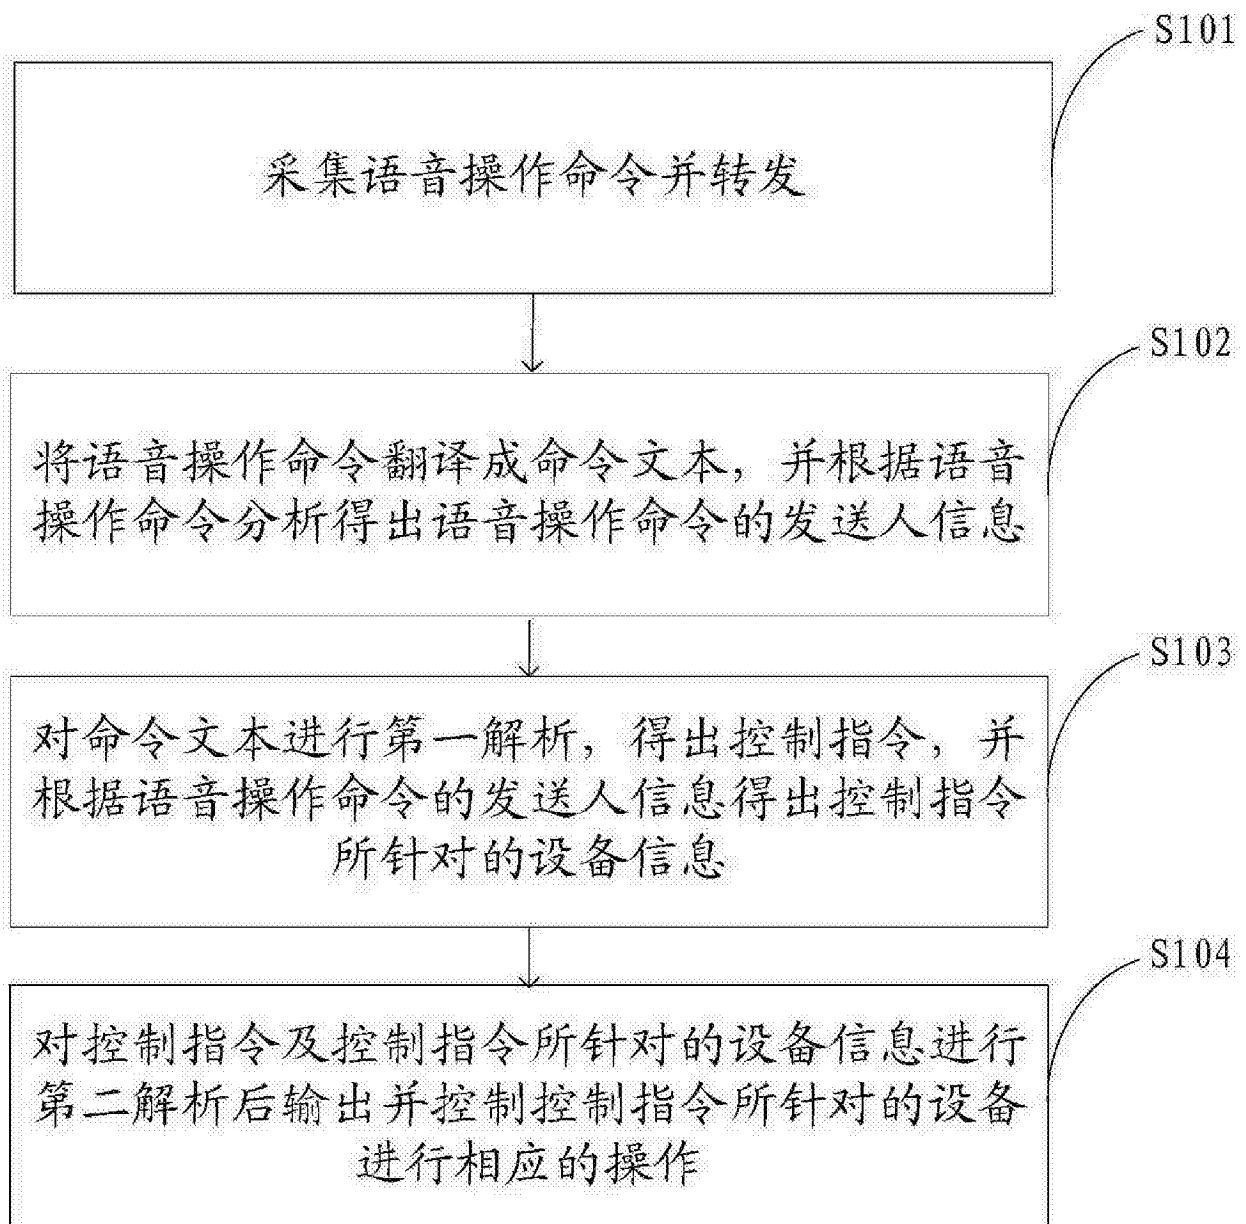 S101
采集语音操作命令并转发
S102
将语音操作命令翻译成命令文本，并根据语音
操作命令分析得出语音操作命令的发送人信息
S103
对命令文本进行第一解析，得出控制指令，并
根据语音操作命令的发送人信息得出控制指令
所针对的设备信息
S104
对控制指令及控制指令所针对的设备信息进行
第二解析后输出并控制控制指令所针对的设备
进行相应的操作